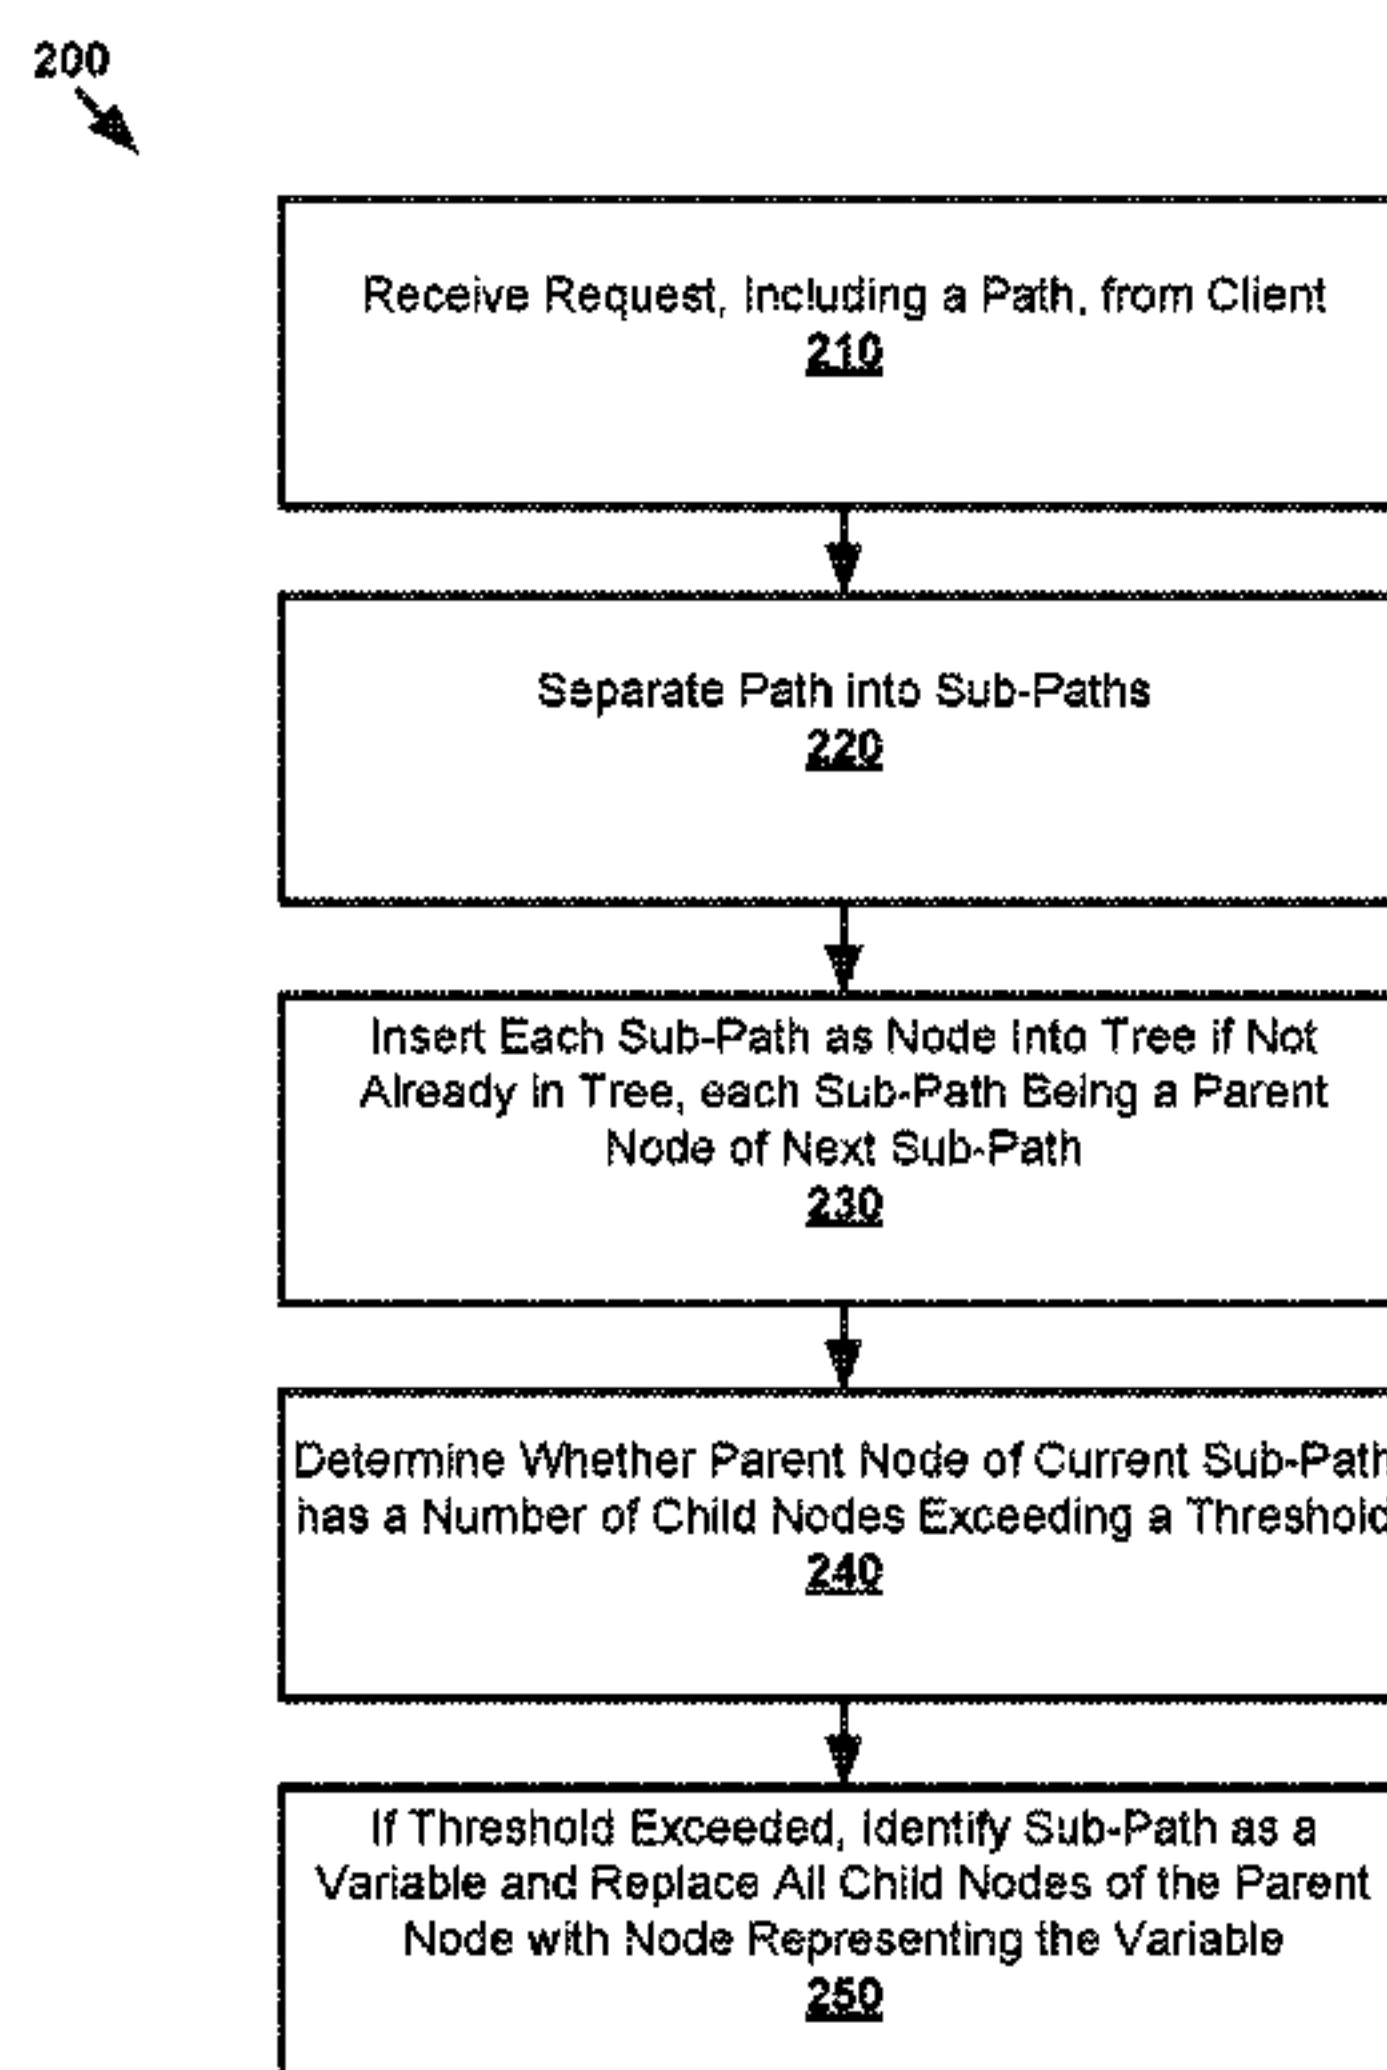 200
Receive Request, Including a Path, from Client
210
Separate Path into Sub-Paths
220
Insert Each Sub-Path as Node Into Tree if Not
Already in Tree, each Sub-Path Being a Parent
Node of Next Sub-Path
230
Determine Whether Parent Node of Current Sub-Path
has a Number of Child Nodes Exceeding a Threshold
240
If Threshold Exceeded, Identify Sub-Path as a
Variable and Replace All Child Nodes of the Parent
Node with Node Representing the Variable
250